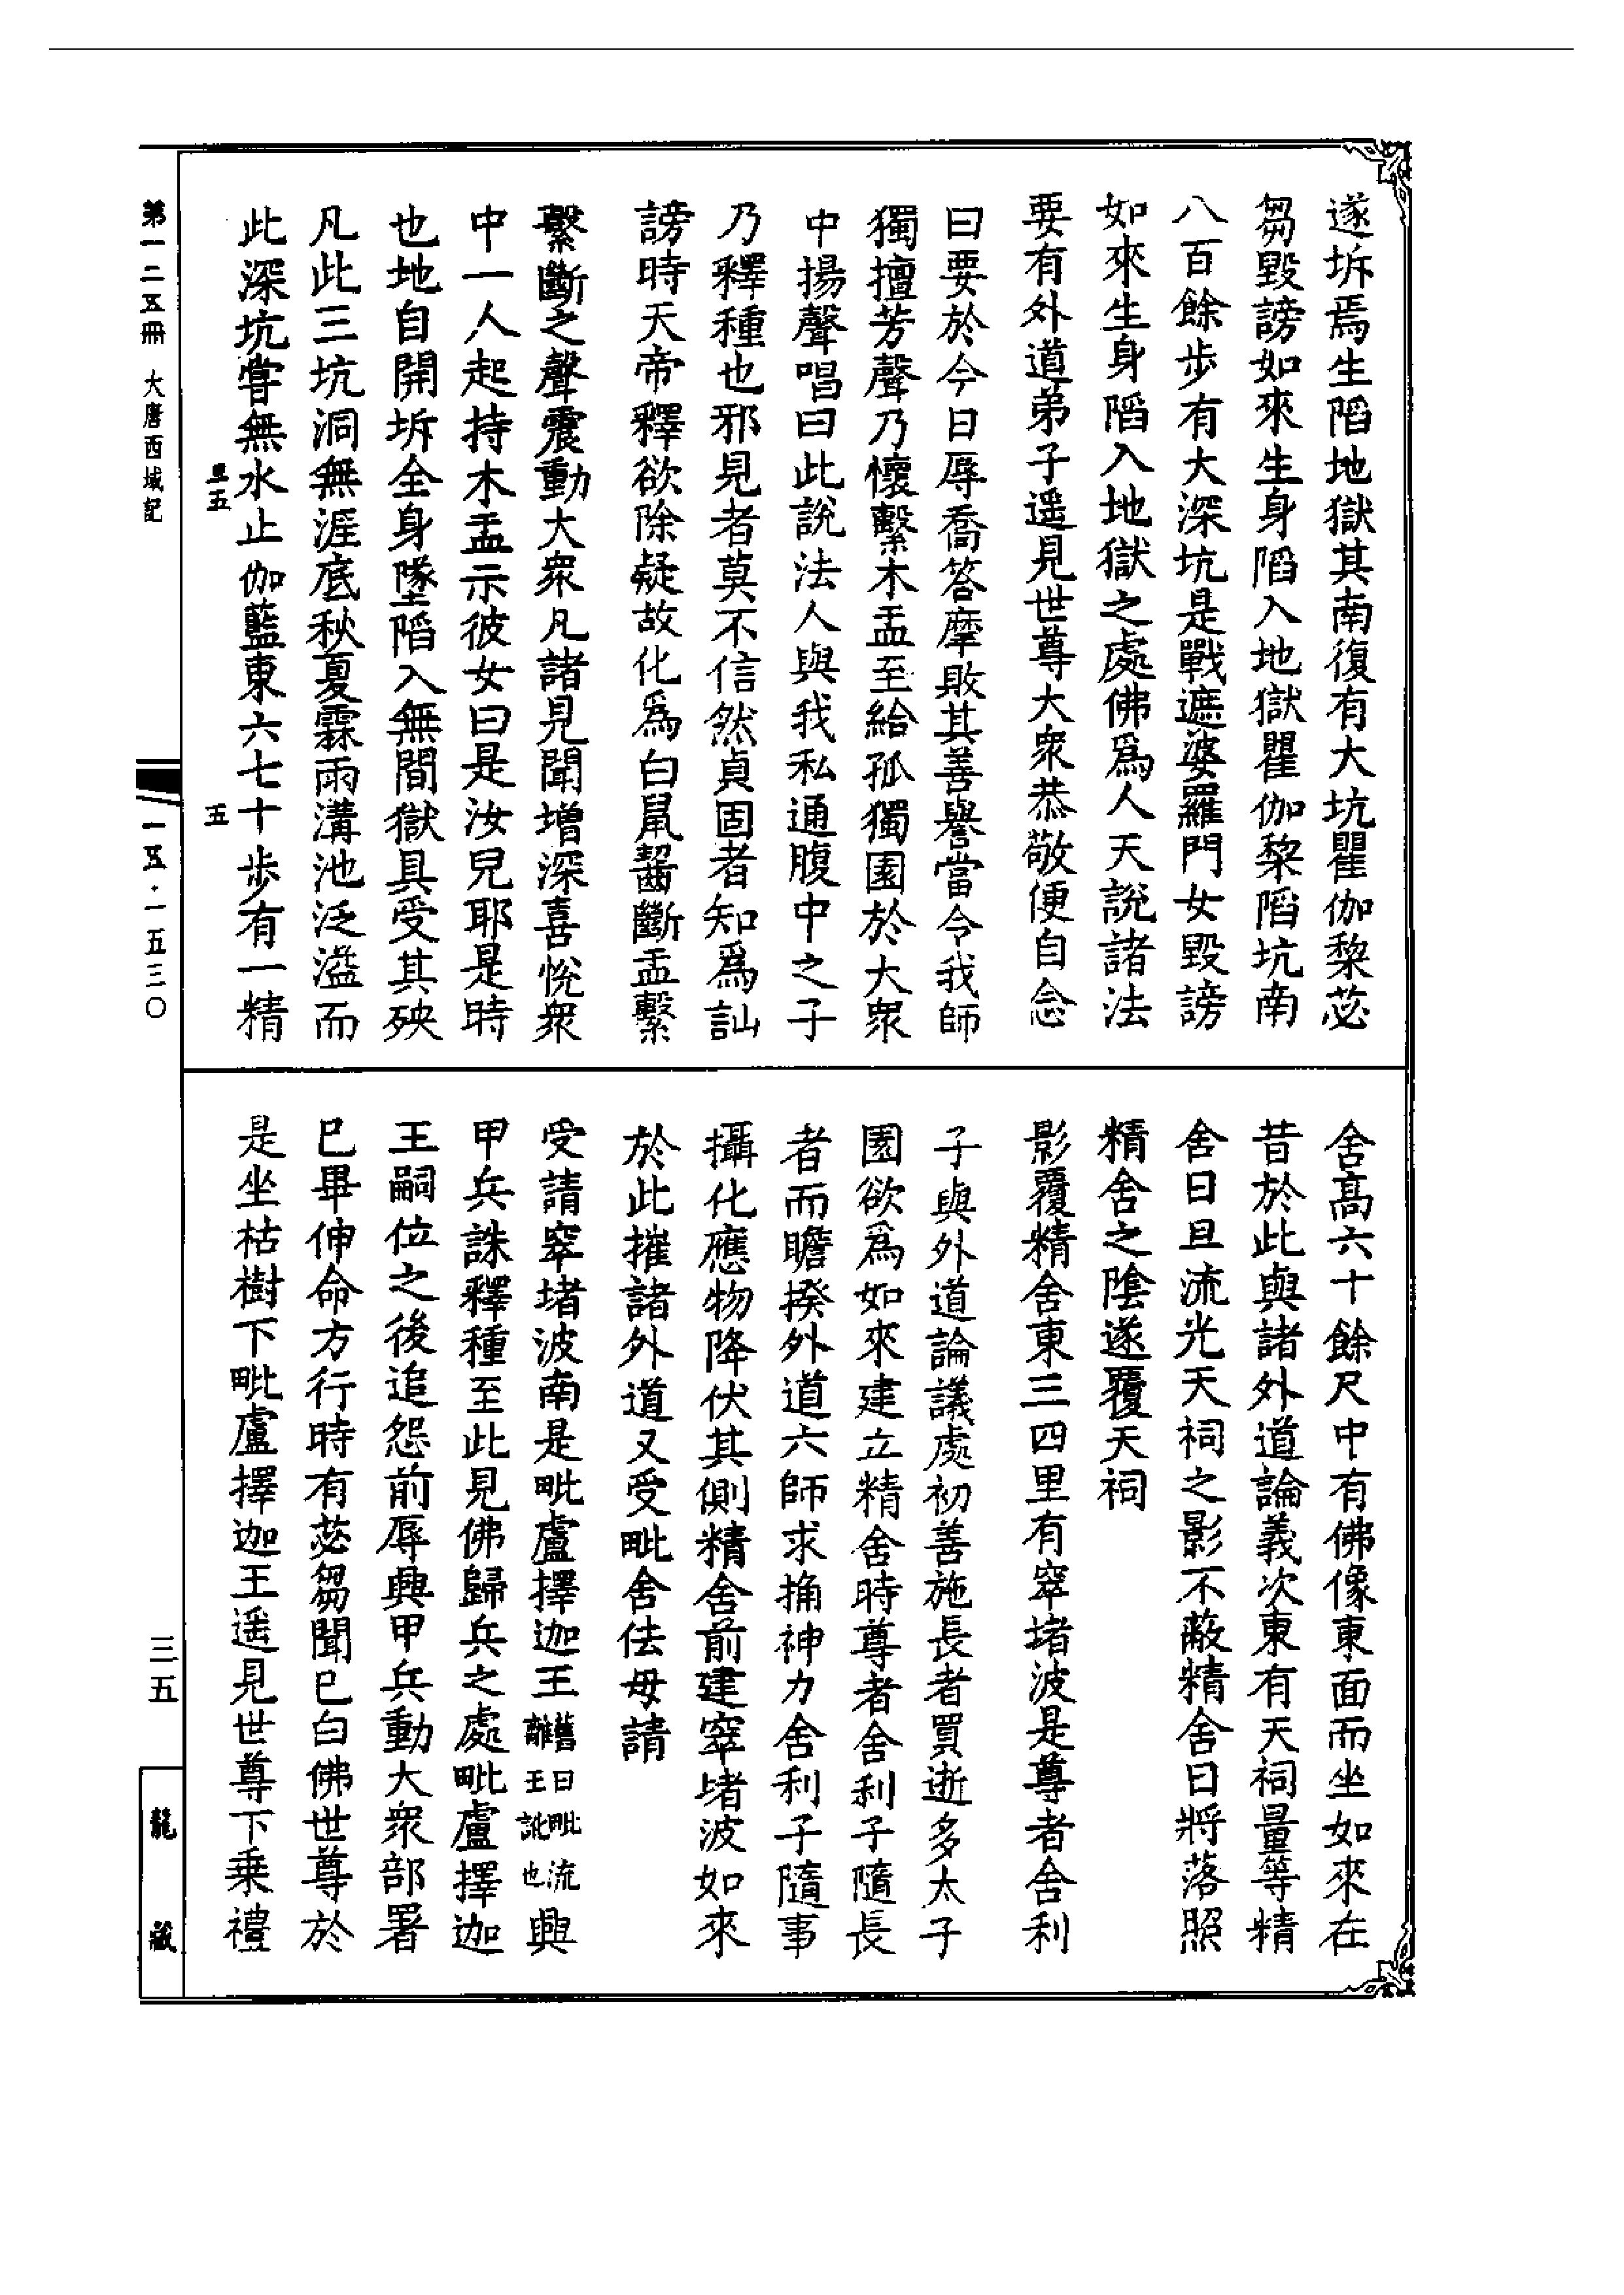 遂坼焉生陷地獄其南復有大坑瞿伽黎苾
芻毀謗如來生身陷入地獄瞿伽黎陷坑南
八百餘步有大深坑是戰遮婆羅門女毀謗
如來生身陷入地獄之處佛爲人天說諸法
要有外道弟子遥見世尊大衆恭敬便自念
曰要於今日辱喬答摩敗其善譽當令我師
獨擅芳聲乃懷繫木盂至給孤獨園於大衆
中揚聲唱曰此說法人與我私通腹中之子
乃釋種也邪見者莫不信然貞固者知爲訕
謗時天帝釋欲除疑故化爲白鼠齧斷盂繫
繫斷之聲震動大衆凡諸見聞增深喜悅衆
中一人起持木盂示彼女曰是汝兒耶是時
也地自開坼全身墜陷入無間獄具受其殃
凡此三坑洞無涯底秋夏霖雨溝池泛溢而
此深坑嘗無水止伽藍東六七十步有一精
舍高六十餘尺中有佛像東面而坐如來在
昔於此與諸外道論義次東有天祠量等精
舍日旦流光天祠之影不蔽精舍日將落照
精舍之陰遂覆天祠
影覆精舍東三四里有窣堵波是尊者舍利
子與外道論議處初善施長者買逝多太子
園欲爲如來建立精舍時尊者舍利子隨長
者而瞻揆外道六師求捔神力舍利子隨事
攝化應物降伏其側精舍前建窣堵波如來
於此摧諸外道又受毗舍佉母請
受請窣堵波南是毗盧擇迦王舊曰毗流離王訛也興
甲兵誅釋種至此見佛歸兵之處毗盧擇迦
王嗣位之後追怨前辱興甲兵動大衆部署
已畢伸命方行時有苾芻聞已白佛世尊於
是坐枯樹下毗盧擇迦王遥見世尊下乗禮
五
五
第一二五冊 大唐西域記
一五·一五三〇
三五
龍藏